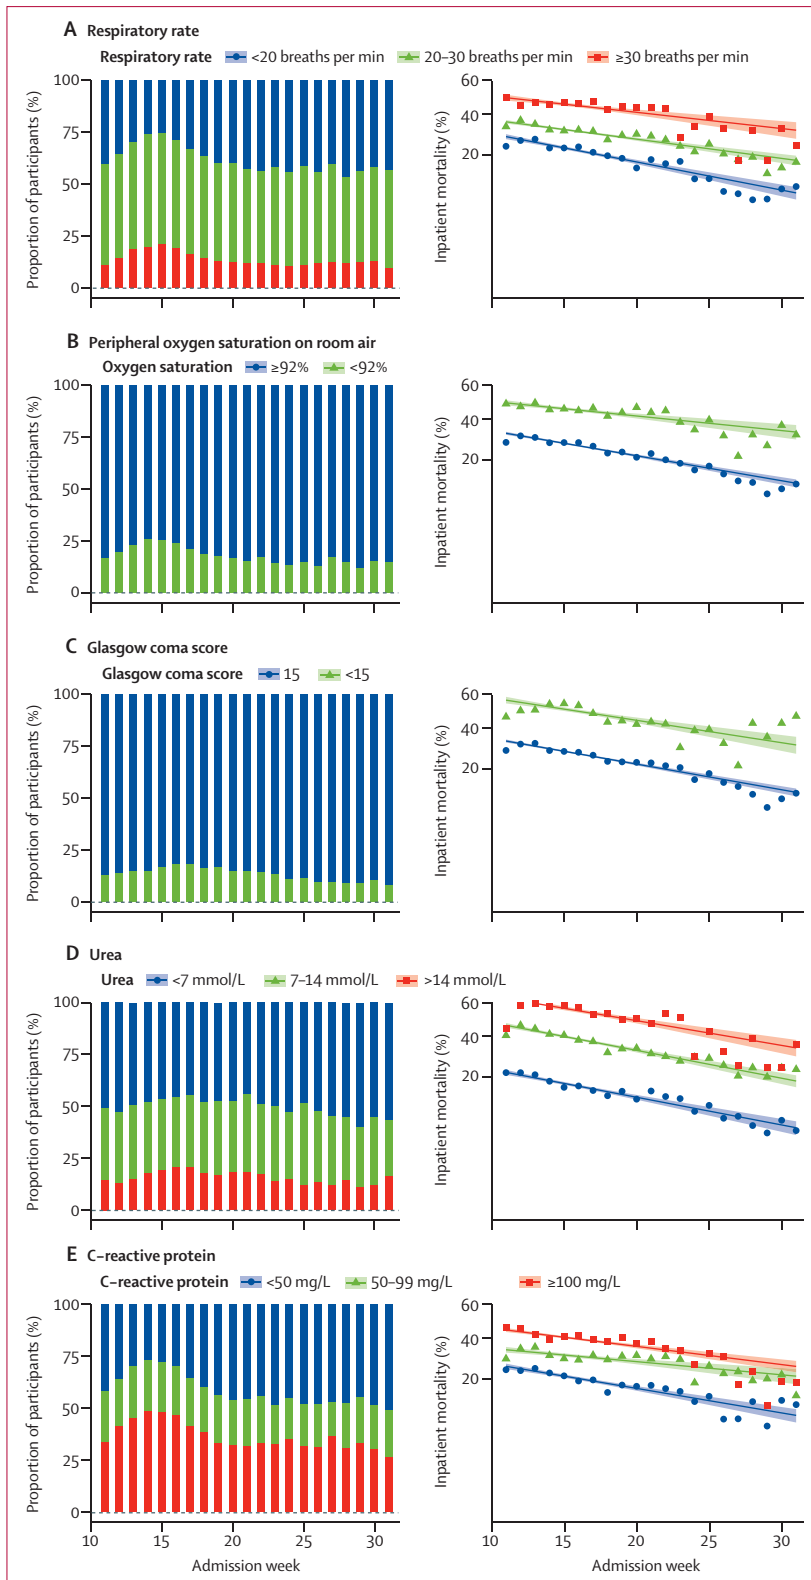 A Respiratory rate
Respiratory rate <20 breaths per min 20–30 breaths per min ≥30 breaths per min
Proportion of participants (%)
100
75
50
25
0
Inpatient mortality (%)
60
40
20
B Peripheral oxygen saturation on room air
Oxygen saturation ≥92% <92%
Proportion of participants (%)
100
75
50
25
0
Inpatient mortality (%)
60
40
20
C Glasgow coma score
Glasgow coma score 15 <15
Proportion of participants (%)
100
75
50
25
0
Inpatient mortality (%)
60
40
20
D Urea
Urea <7 mmol/L 7–14 mmol/L >14 mmol/L
Proportion of participants (%)
100
75
50
25
0
Inpatient mortality (%)
60
40
20
E C-reactive protein
C-reactive protein <50 mg/L 50–99 mg/L ≥100 mg/L
Proportion of participants (%)
100
75
50
25
0
10 15 20 25 30
Admission week
Inpatient mortality (%)
60
40
20
10 15 20 25 30
Admission week